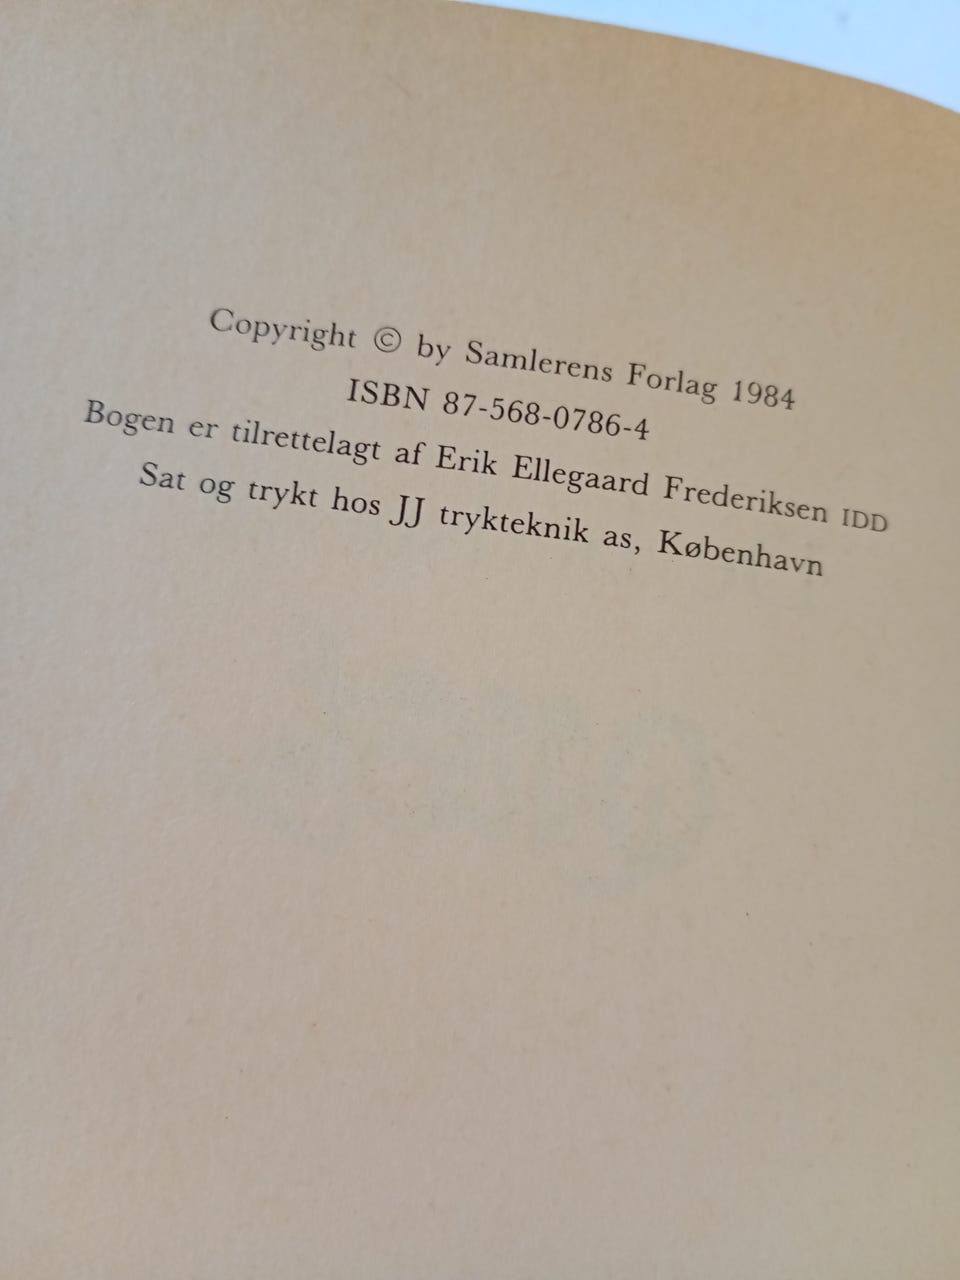 Copyright © by Samlerens Forlag 1984
ISBN 87-568-0786-4
Bogen er tilrettelagt af Erik Ellegaard Frederiksen IDD
Sat og trykt hos JJ trykteknik as, København